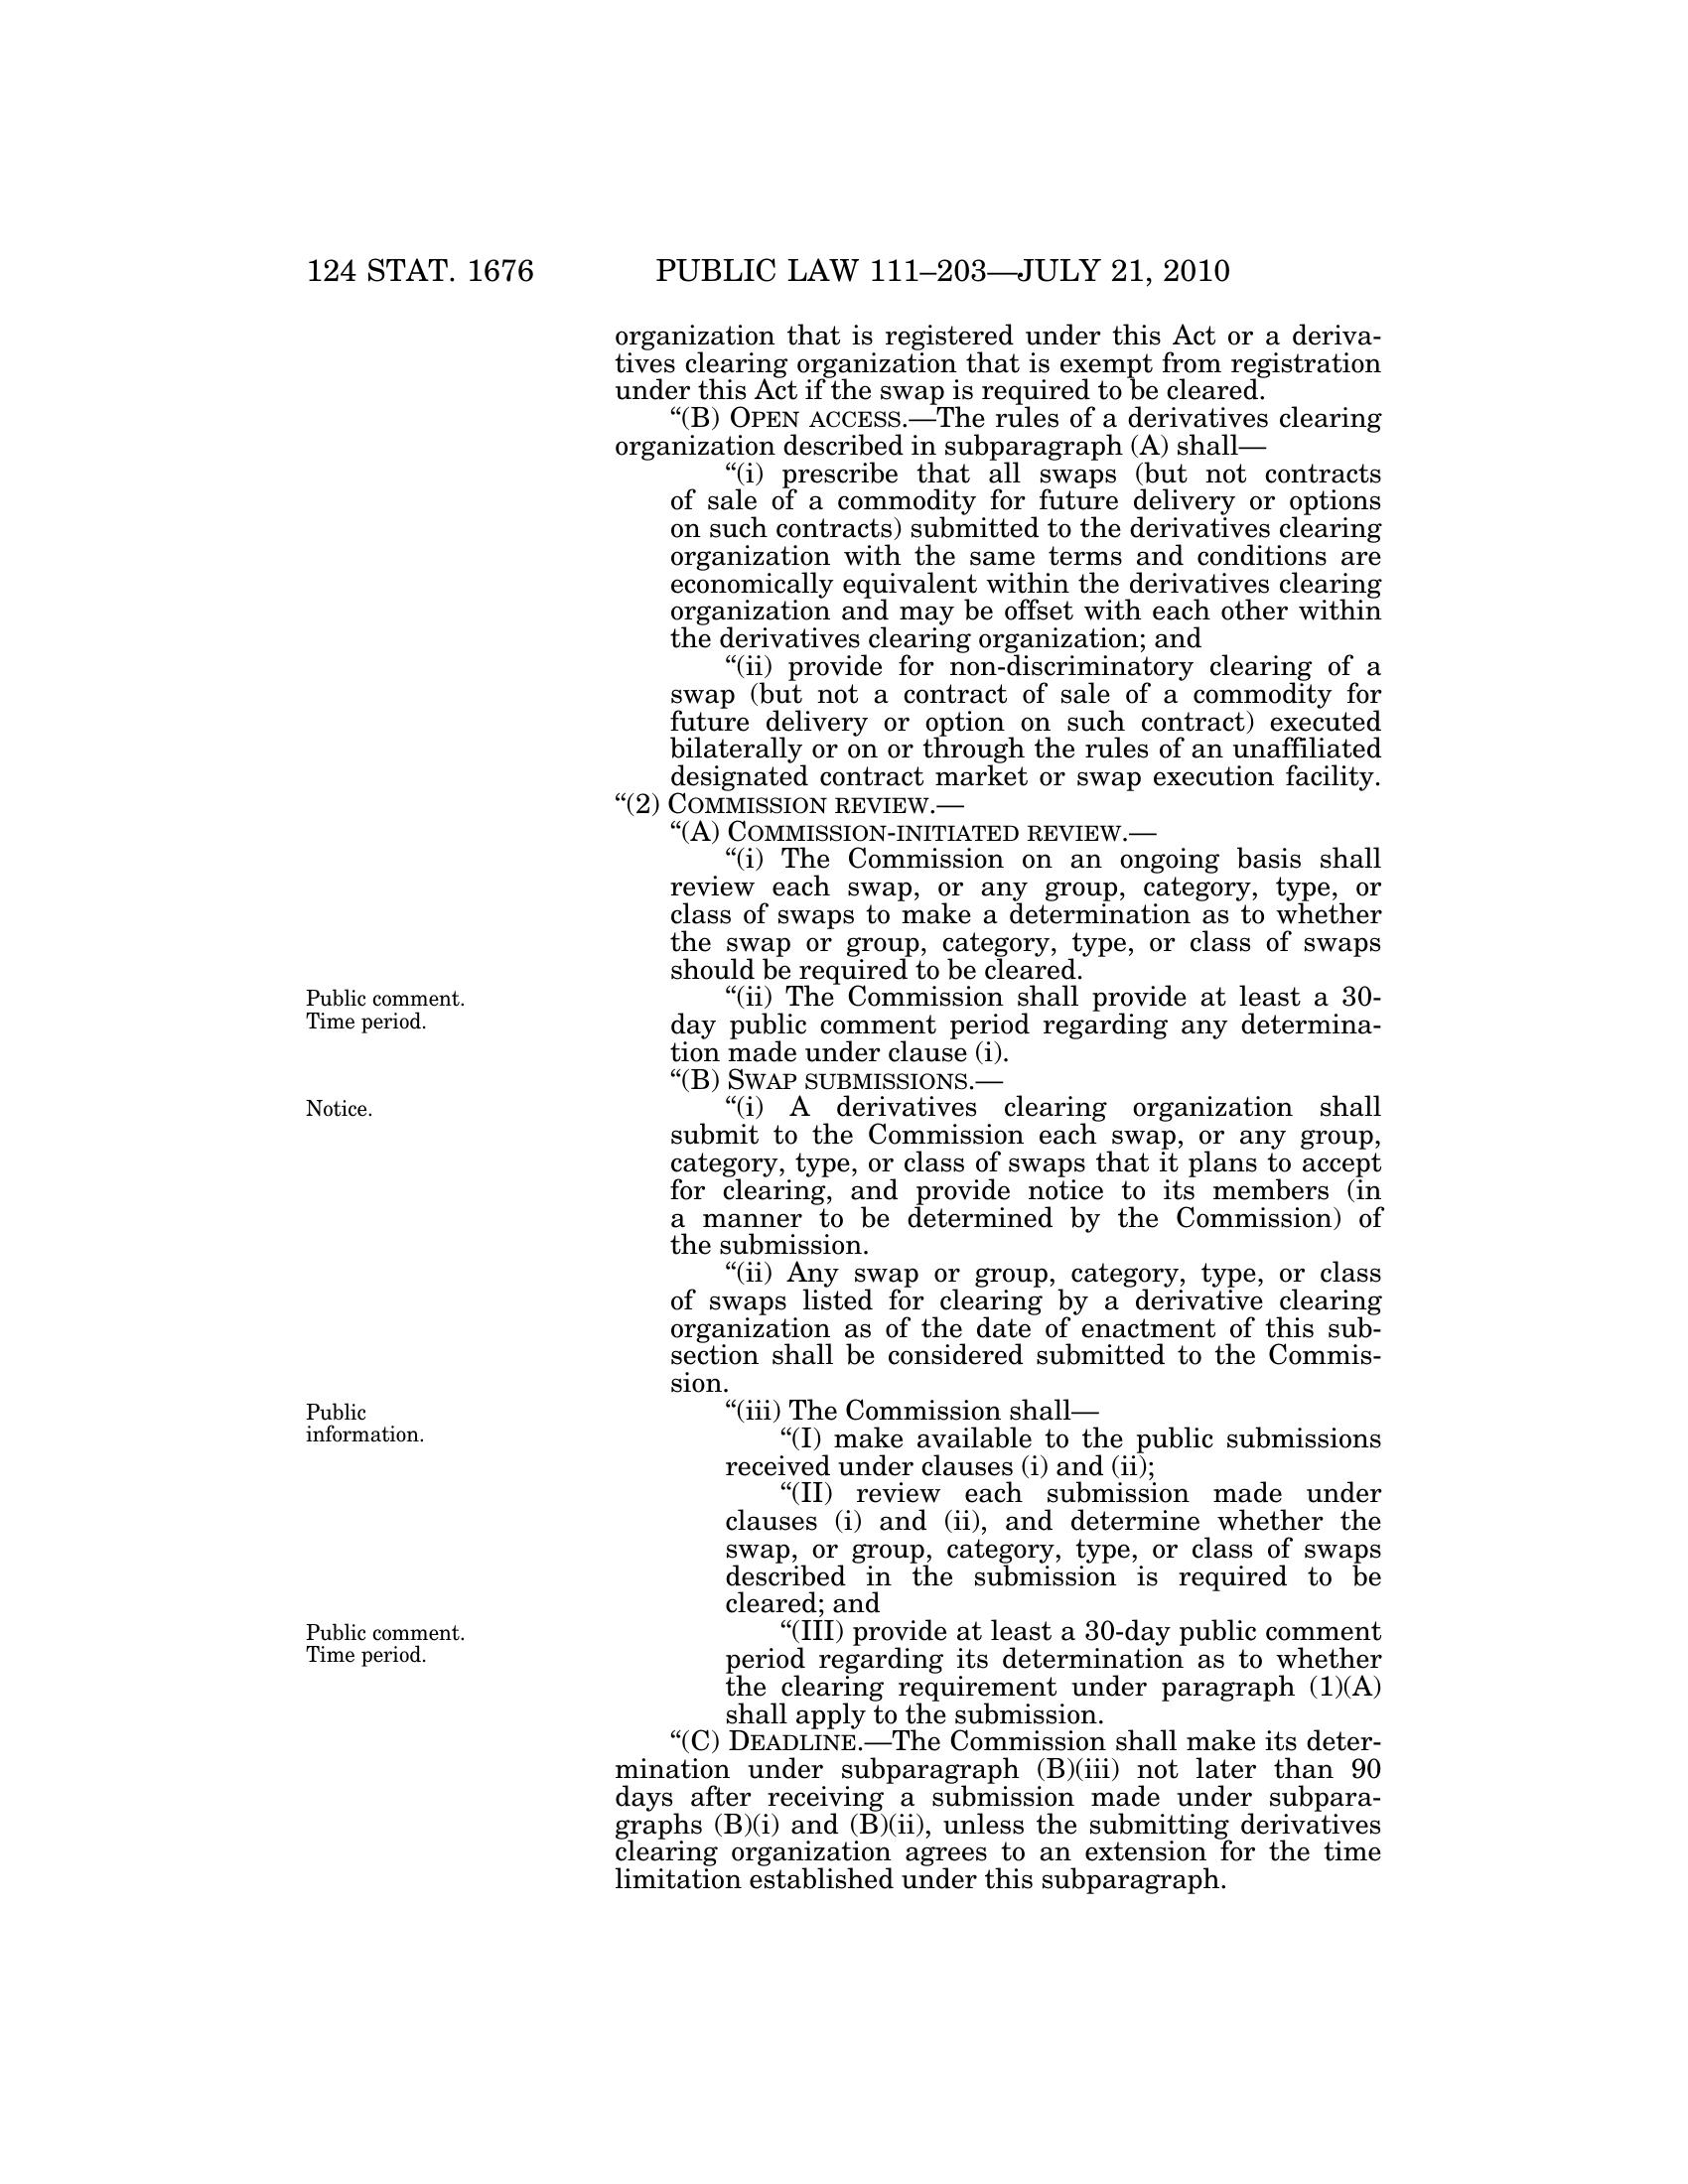 124 STAT. 1676 PUBLIC LAW 111–203—JULY 21, 2010
organization that is registered under this Act or a deriva-
tives clearing organization that is exempt from registration
under this Act if the swap is required to be cleared.
“(B) OPEN ACCESS.—The rules of a derivatives clearing
organization described in subparagraph (A) shall—
“(i) prescribe that all swaps (but not contracts
of sale of a commodity for future delivery or options
on such contracts) submitted to the derivatives clearing
organization with the same terms and conditions are
economically equivalent within the derivatives clearing
organization and may be offset with each other within
the derivatives clearing organization; and
“(ii) provide for non-discriminatory clearing of a
swap (but not a contract of sale of a commodity for
future delivery or option on such contract) executed
bilaterally or on or through the rules of an unaffiliated
designated contract market or swap execution facility.
“(2) COMMISSION REVIEW.—
“(A) COMMISSION-INITIATED REVIEW.—
“(i) The Commission on an ongoing basis shall
review each swap, or any group, category, type, or
class of swaps to make a determination as to whether
the swap or group, category, type, or class of swaps
should be required to be cleared.
Public comment.
Time period.
“(ii) The Commission shall provide at least a 30-
day public comment period regarding any determina-
tion made under clause (i).
“(B) SWAP SUBMISSIONS.—
Notice.
“(i) A derivatives clearing organization shall
submit to the Commission each swap, or any group,
category, type, or class of swaps that it plans to accept
for clearing, and provide notice to its members (in
a manner to be determined by the Commission) of
the submission.
“(ii) Any swap or group, category, type, or class
of swaps listed for clearing by a derivative clearing
organization as of the date of enactment of this sub-
section shall be considered submitted to the Commis-
sion.
Public
information.
“(iii) The Commission shall—
“(I) make available to the public submissions
received under clauses (i) and (ii);
“(II) review each submission made under
clauses (i) and (ii), and determine whether the
swap, or group, category, type, or class of swaps
described in the submission is required to be
cleared; and
Public comment.
Time period.
“(III) provide at least a 30-day public comment
period regarding its determination as to whether
the clearing requirement under paragraph (1)(A)
shall apply to the submission.
“(C) DEADLINE.—The Commission shall make its deter-
mination under subparagraph (B)(iii) not later than 90
days after receiving a submission made under subpara-
graphs (B)(i) and (B)(ii), unless the submitting derivatives
clearing organization agrees to an extension for the time
limitation established under this subparagraph.